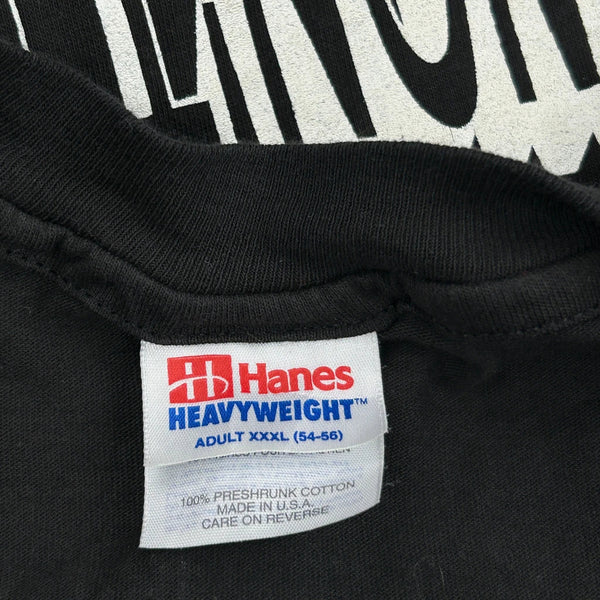 Hanes
HEAVYWEIGHT™
ADULT XXXL (54-56)
100% PRESHRUNK COTTON
MADE IN U.S.A.
CARE ON REVERSE